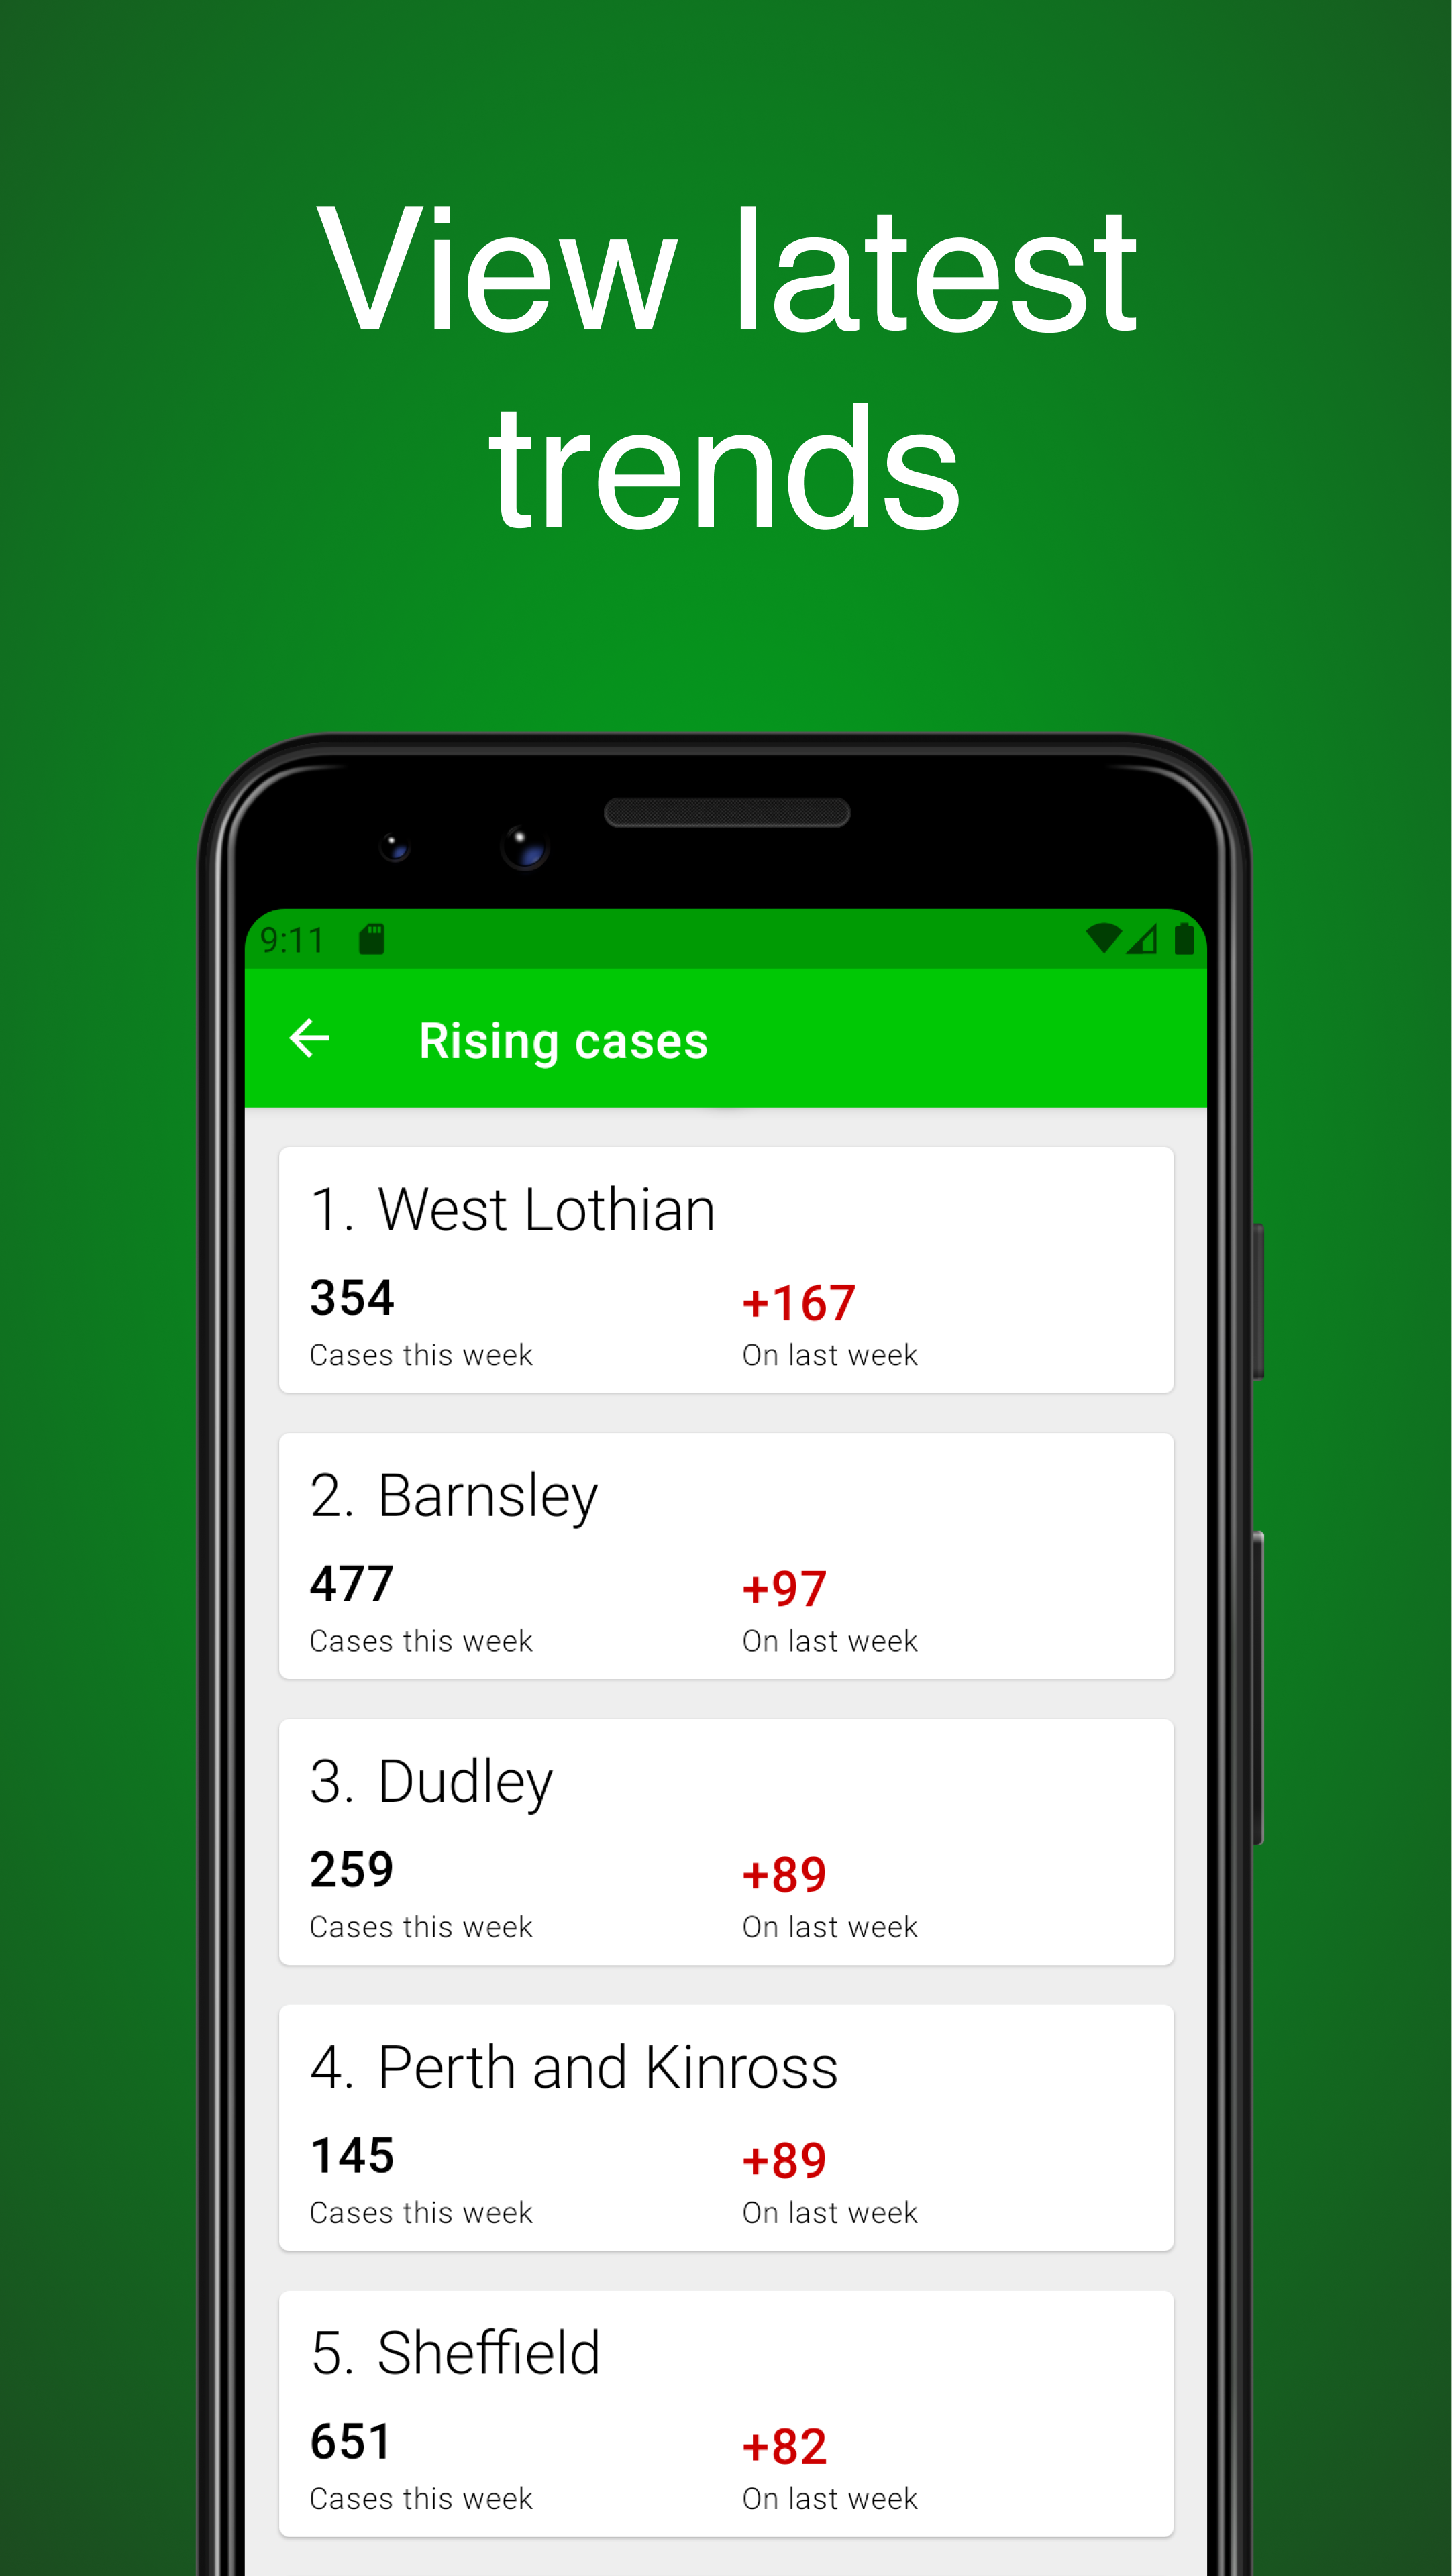 View latest
trends
9:11
Rising cases
1. West Lothian
354 +167
Cases this week On last week
2. Barnsley
477 +97
Cases this week On last week
3. Dudley
259 +89
Cases this week On last week
4. Perth and Kinross
145 +89
Cases this week On last week
5. Sheffield
651 +82
Cases this week On last week